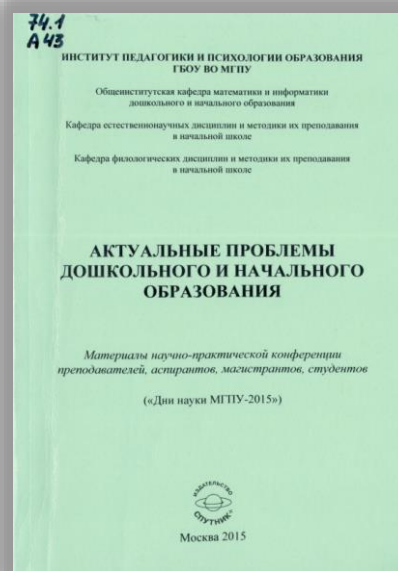 74.1
А 43
ИНСТИТУТ ПЕДАГОГИКИ И ПСИХОЛОГИИ ОБРАЗОВАНИЯ
ГБОУ ВО МГПУ
Общеинститутская кафедра математики и информатики
дошкольного и начального образования
Кафедра естественнонаучных дисциплин и методики их преподавания
в начальной школе
Кафедра филологических дисциплин и методики их преподавания
в начальной школе
АКТУАЛЬНЫЕ ПРОБЛЕМЫ
ДОШКОЛЬНОГО И НАЧАЛЬНОГО
ОБРАЗОВАНИЯ
Материалы научно-практической конференции
преподавателей, аспирантов, магистрантов, студентов
(«Дни науки МГПУ-2015»)
ИЗДАТЕЛЬСТВО
СПУТНИК+
Москва 2015